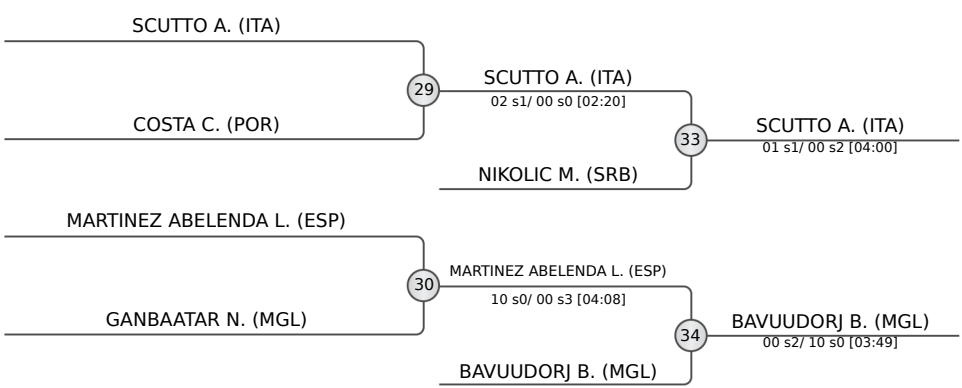 SCUTTO A. (ITA)
29
COSTA C. (POR)
SCUTTO A. (ITA)
02 s1/ 00 s0 [02:20]
33
NIKOLIC M. (SRB)
SCUTTO A. (ITA)
01 s1/ 00 s2 [04:00]
MARTINEZ ABELENDA L. (ESP)
30
GANBAATAR N. (MGL)
MARTINEZ ABELENDA L. (ESP)
10 s0/ 00 s3 [04:08]
34
BAVUUDORJ B. (MGL)
BAVUUDORJ B. (MGL)
00 s2/ 10 s0 [03:49]